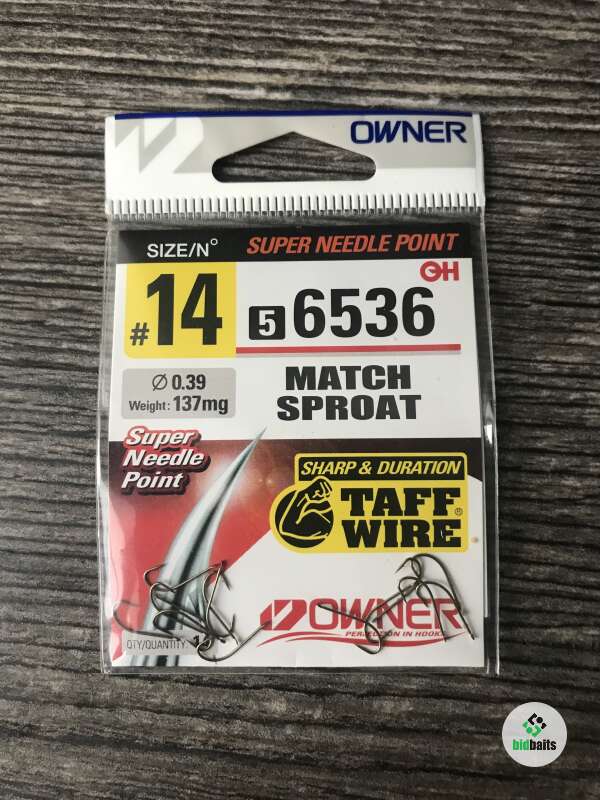 OWNER
SIZE/N° SUPER NEEDLE POINT
OH
#14 5 6536
Ø 0.39
Weight: 137mg
MATCH
SPROAT
Super
Needle
Point
SHARP & DURATION
TAFF®
WIRE
OWNER
PERFECTION IN HOOKS
QTY/QUANTITY:
bidbaits